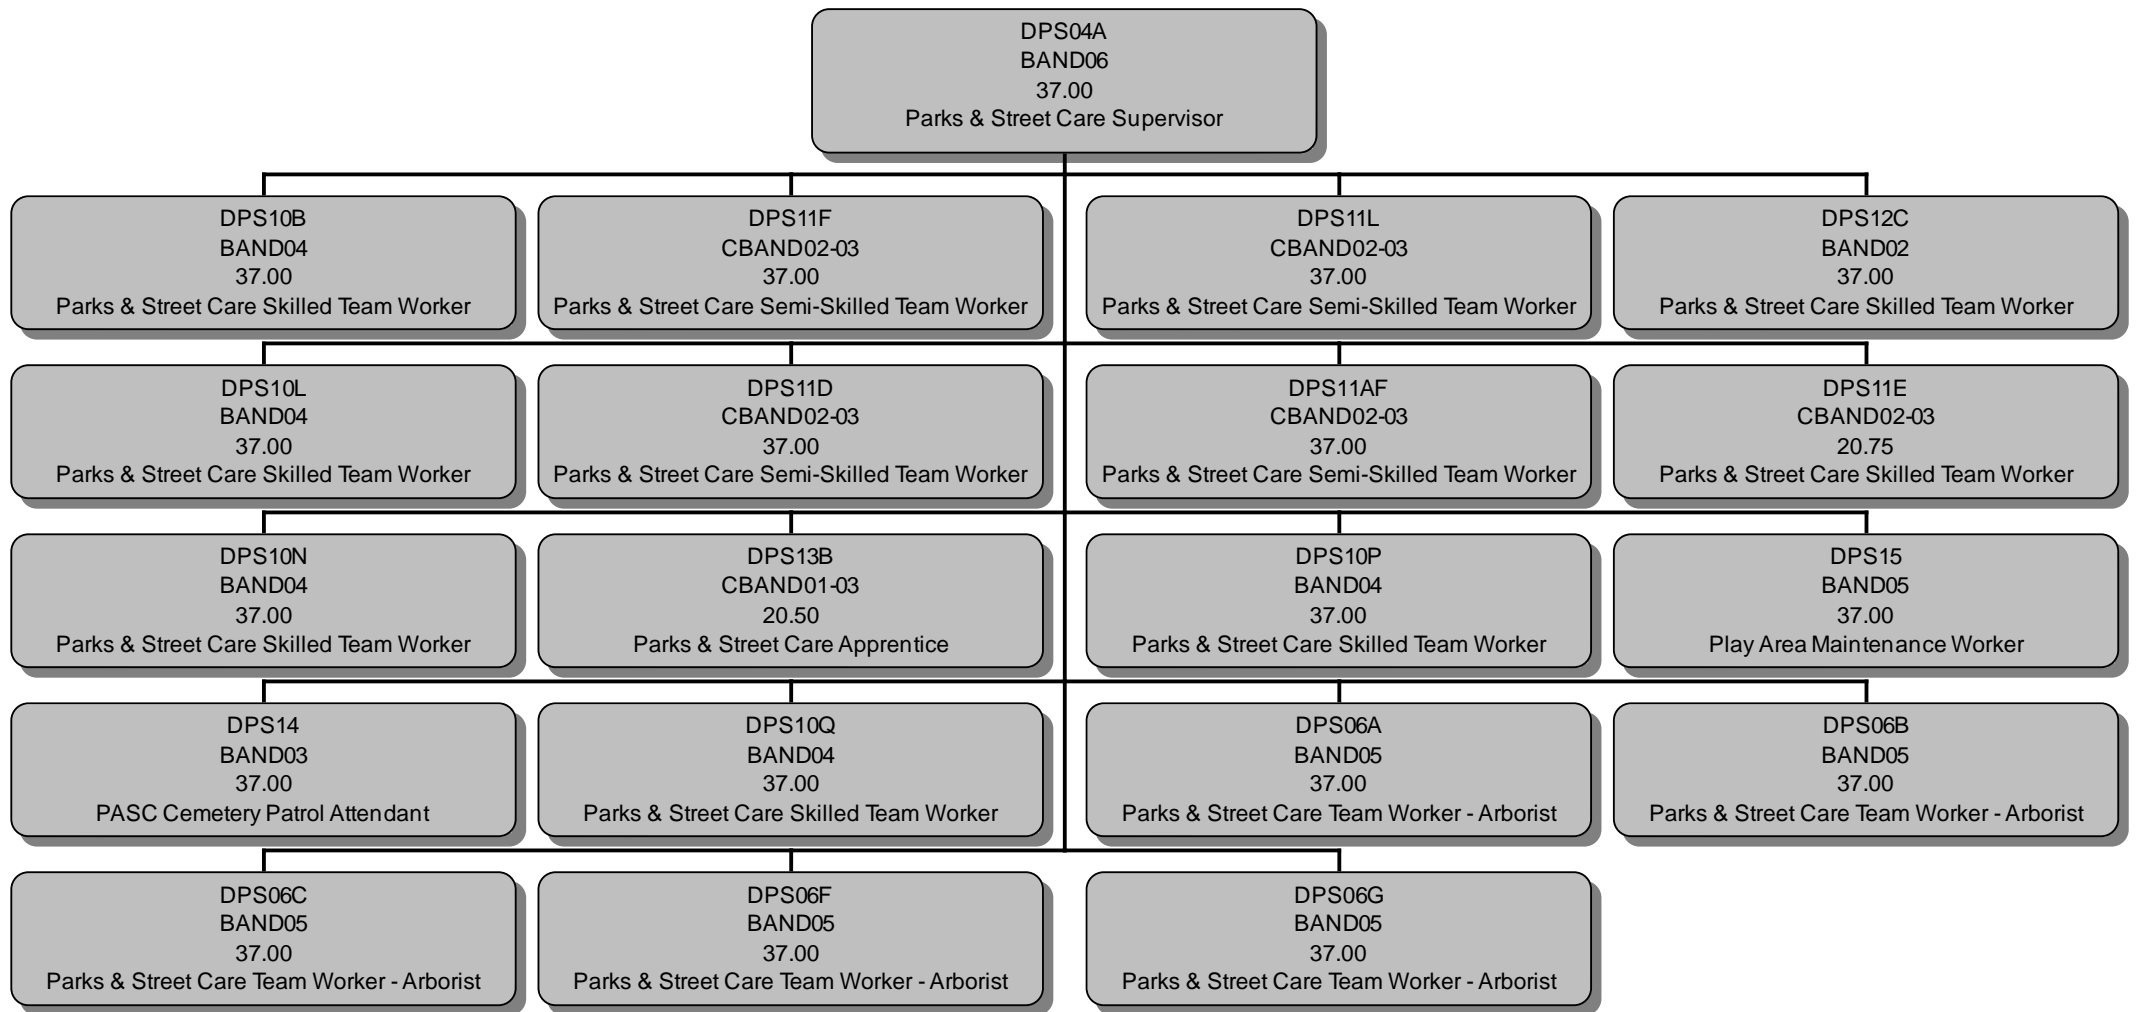 DPS04A
BAND06
37.00
Parks & Street Care Supervisor
DPS10B
BAND04
37.00
Parks & Street Care Skilled Team Worker
DPS11F
CBAND02-03
37.00
Parks & Street Care Semi-Skilled Team Worker
DPS11L
CBAND02-03
37.00
Parks & Street Care Semi-Skilled Team Worker
DPS12C
BAND02
37.00
Parks & Street Care Skilled Team Worker
DPS10L
BAND04
37.00
Parks & Street Care Skilled Team Worker
DPS11D
CBAND02-03
37.00
Parks & Street Care Semi-Skilled Team Worker
DPS11AF
CBAND02-03
37.00
Parks & Street Care Semi-Skilled Team Worker
DPS11E
CBAND02-03
20.75
Parks & Street Care Skilled Team Worker
DPS10N
BAND04
37.00
Parks & Street Care Skilled Team Worker
DPS13B
CBAND01-03
20.50
Parks & Street Care Apprentice
DPS10P
BAND04
37.00
Parks & Street Care Skilled Team Worker
DPS15
BAND05
37.00
Play Area Maintenance Worker
DPS14
BAND03
37.00
PASC Cemetery Patrol Attendant
DPS10Q
BAND04
37.00
Parks & Street Care Skilled Team Worker
DPS06A
BAND05
37.00
Parks & Street Care Team Worker - Arborist
DPS06B
BAND05
37.00
Parks & Street Care Team Worker - Arborist
DPS06C
BAND05
37.00
Parks & Street Care Team Worker - Arborist
DPS06F
BAND05
37.00
Parks & Street Care Team Worker - Arborist
DPS06G
BAND05
37.00
Parks & Street Care Team Worker - Arborist